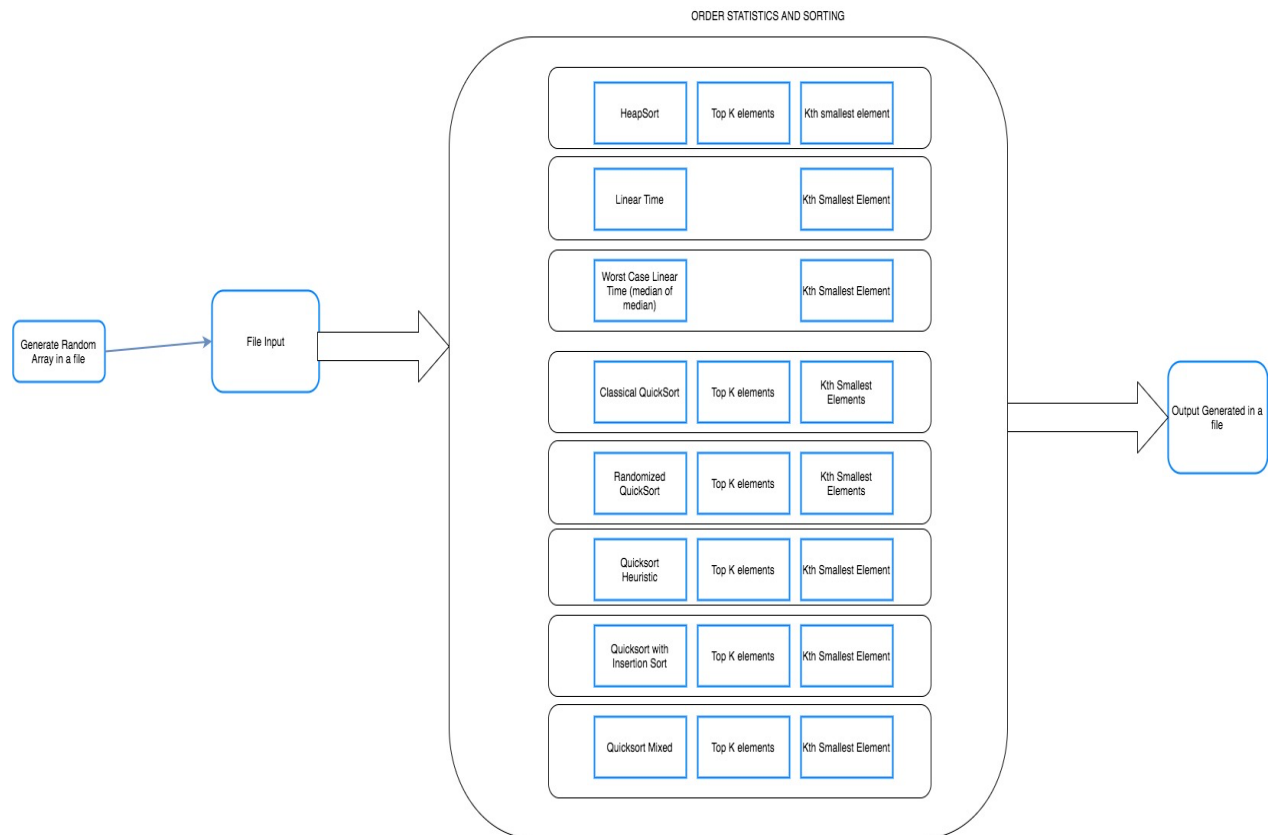 ORDER STATISTICS AND SORTING
HeapSort
Top K elements
Kth smallest element
Linear Time
Kth Smallest Element
Worst Case Linear
Time (median of
median)
Kth Smallest Element
Generate Random
Array in a file
File Input
Classical QuickSort
Top K elements
Kth Smallest
Elements
Output Generated in a
file
Randomized
QuickSort
Top K elements
Kth Smallest
Elements
Quicksort
Heuristic
Top K elements
Kth Smallest Element
Quicksort with
Insertion Sort
Top K elements
Kth Smallest Element
Quicksort Mixed
Top K elements
Kth Smallest Element